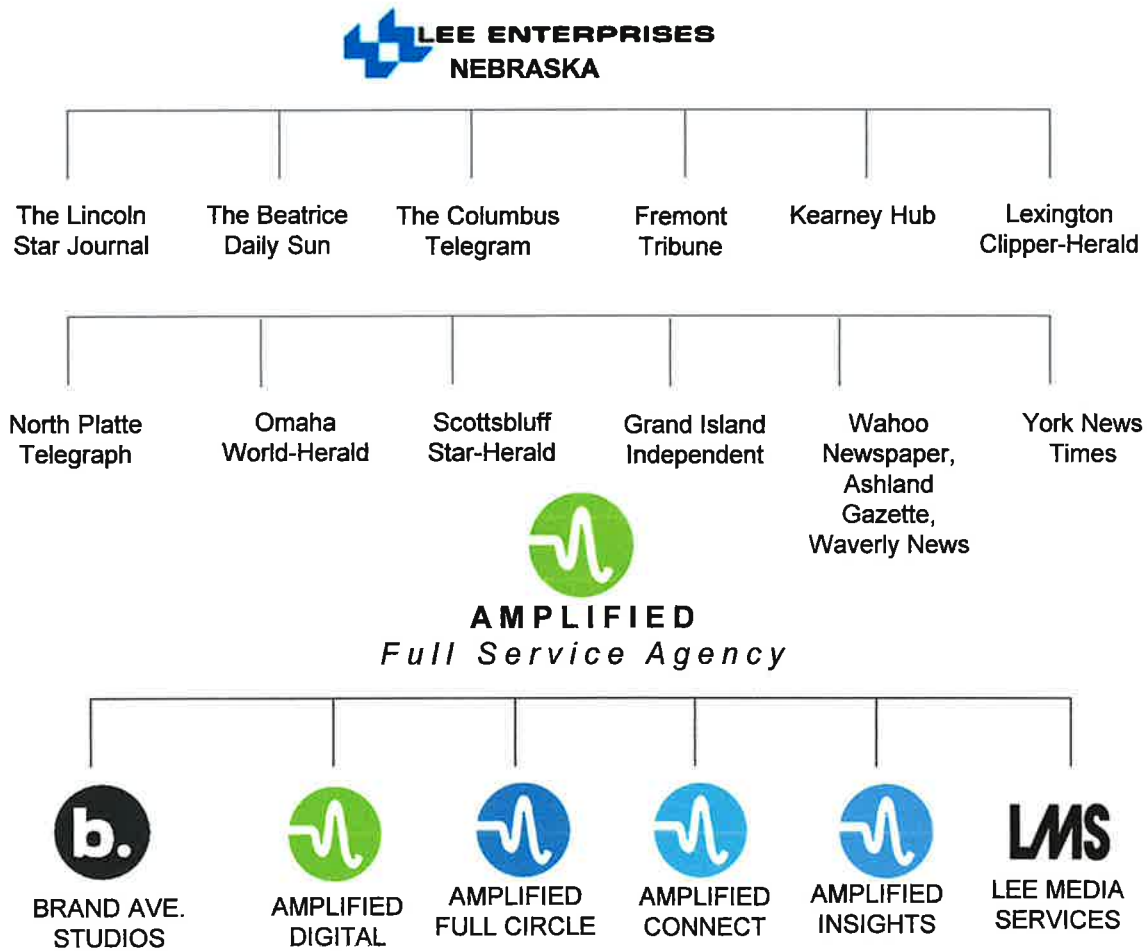 LEE ENTERPRISES
NEBRASKA
The Lincoln
Star Journal
The Beatrice
Daily Sun
The Columbus
Telegram
Fremont
Tribune
Kearney Hub
Lexington
Clipper-Herald
North Platte
Telegraph
Omaha
World-Herald
Scottsbluff
Star-Herald
Grand Island
Independent
Wahoo
Newspaper,
Ashland
Gazette,
Waverly News
York News
Times
AMPLIFIED
Full Service Agency
b.
BRAND AVE.
STUDIOS
AMPLIFIED
DIGITAL
AMPLIFIED
FULL CIRCLE
AMPLIFIED
CONNECT
AMPLIFIED
INSIGHTS
LMS
LEE MEDIA
SERVICES